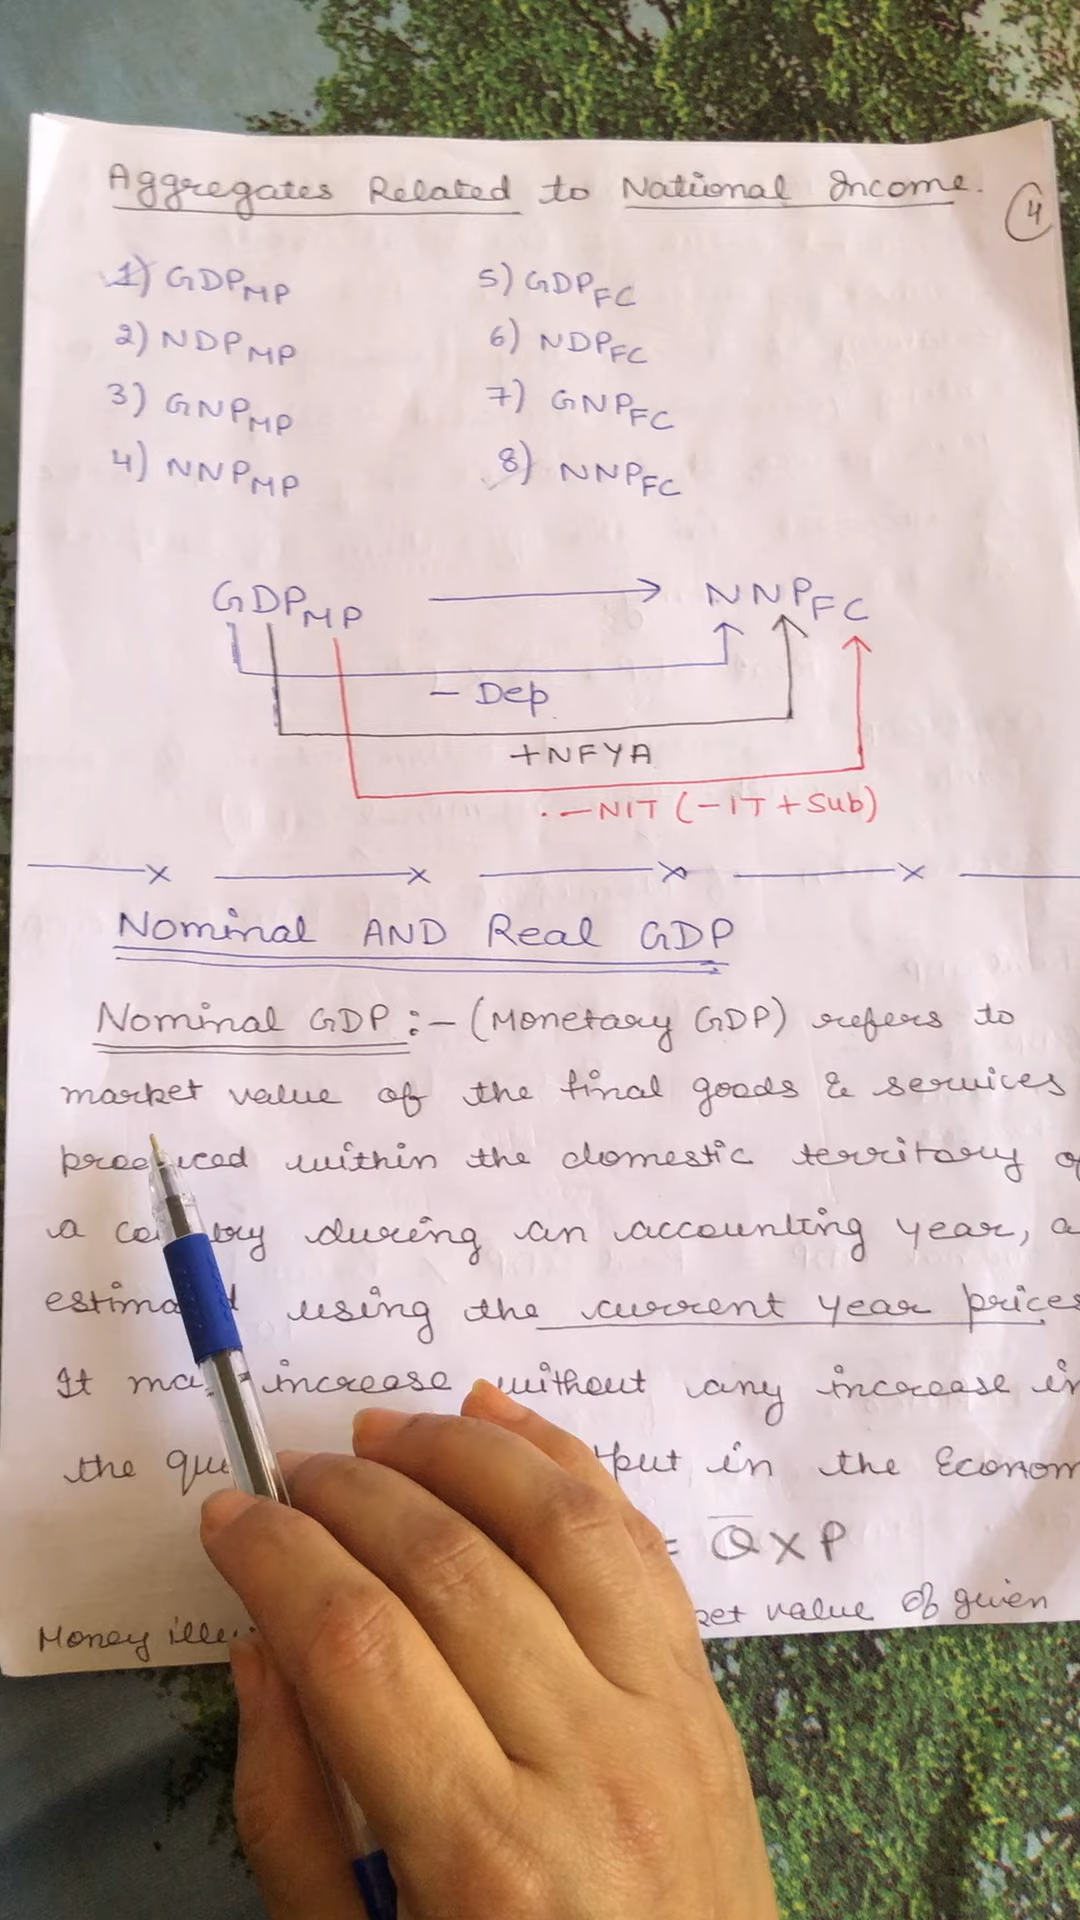 Aggregates Related to National Income.
4
1) GDPMP
5) GDPFC
2) NDPMP
6) NDPFC
3) GNPMP
7) GNPFC
4) NNPMP
8) NNPFC
GDPMP → NNPFC
- Dep.
+NFYA
. - NIT (-IT + Sub)
Nominal AND Real GDP
Nominal GDP :- (Monetary GDP) refers to
market value of the final goods & services
within the domestic territory
a during an accounting year,
using the current year prices
It increase without any increase in
the in the
= Q̅ X P
Money value of given